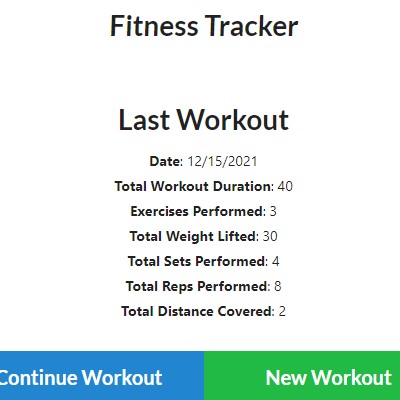 Fitness Tracker
Last Workout
Date: 12/15/2021
Total Workout Duration: 40
Exercises Performed: 3
Total Weight Lifted: 30
Total Sets Performed: 4
Total Reps Performed: 8
Total Distance Covered: 2
Continue Workout
New Workout